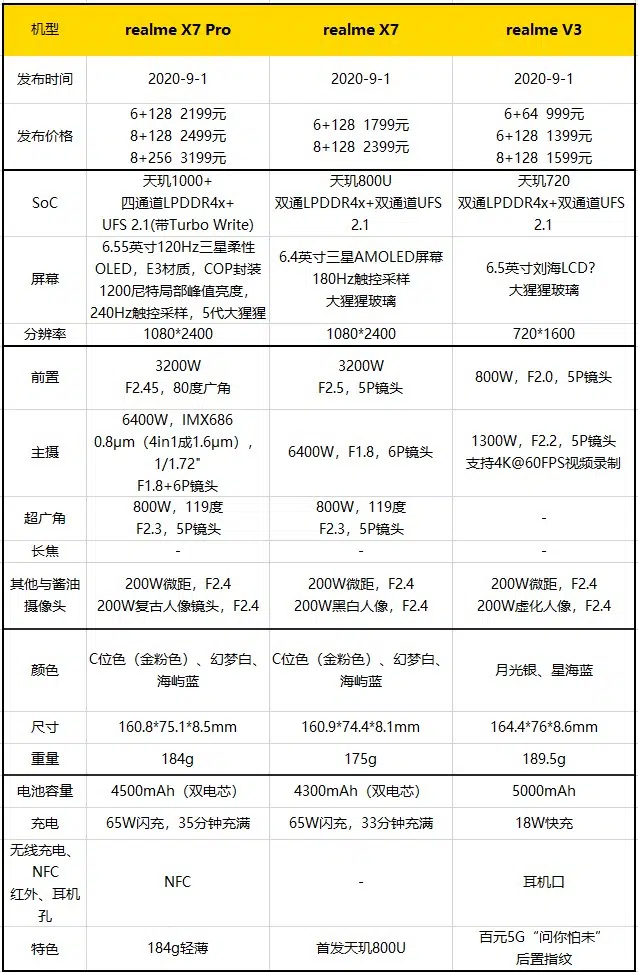 机型 realme X7 Pro realme X7 realme V3
发布时间 2020-9-1 2020-9-1 2020-9-1
发布价格
6+128 2199元
8+128 2499元
8+256 3199元
6+128 1799元
8+128 2399元
6+64 999元
6+128 1399元
8+128 1599元
SoC
天玑1000+
四通道LPDDR4x+
UFS 2.1(带Turbo Write)
天玑800U
双通LPDDR4x+双通道UFS
2.1
天玑720
双通LPDDR4x+双通道UFS
2.1
屏幕
6.55英寸120Hz三星柔性
OLED，E3材质，COP封装
1200尼特局部峰值亮度，
240Hz触控采样，5代大猩猩
6.4英寸三星AMOLED屏幕
180Hz触控采样
大猩猩玻璃
6.5英寸刘海LCD？
大猩猩玻璃
分辨率 1080*2400 1080*2400 720*1600
前置
3200W
F2.45，80度广角
3200W
F2.5，5P镜头
800W，F2.0，5P镜头
主摄
6400W，IMX686
0.8μm（4in1成1.6μm），
1/1.72"
F1.8+6P镜头
6400W，F1.8，6P镜头
1300W，F2.2，5P镜头
支持4K@60FPS视频录制
超广角
800W，119度
F2.3，5P镜头
800W，119度
F2.3，5P镜头
-
长焦 - - -
其他与酱油
摄像头
200W微距，F2.4
200W复古人像镜头，F2.4
200W微距，F2.4
200W黑白人像，F2.4
200W微距，F2.4
200W虚化人像，F2.4
颜色
C位色（金粉色）、幻梦白、
海屿蓝
C位色（金粉色）、幻梦白、
海屿蓝
月光银、星海蓝
尺寸 160.8*75.1*8.5mm 160.9*74.4*8.1mm 164.4*76*8.6mm
重量 184g 175g 189.5g
电池容量 4500mAh（双电芯） 4300mAh（双电芯） 5000mAh
充电 65W闪充，35分钟充满 65W闪充，33分钟充满 18W快充
无线充电、
NFC
红外、耳机
孔
NFC
-
耳机口
特色
184g轻薄
首发天玑800U
百元5G“问你怕未”
后置指纹